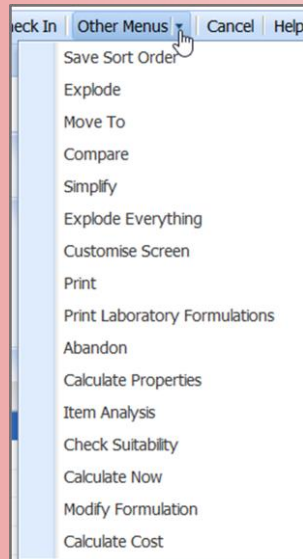 eck In Other Menus Cancel Help
Save Sort Order
Explode
Move To
Compare
Simplify
Explode Everything
Customise Screen
Print
Print Laboratory Formulations
Abandon
Calculate Properties
Item Analysis
Check Suitability
Calculate Now
Modify Formulation
Calculate Cost